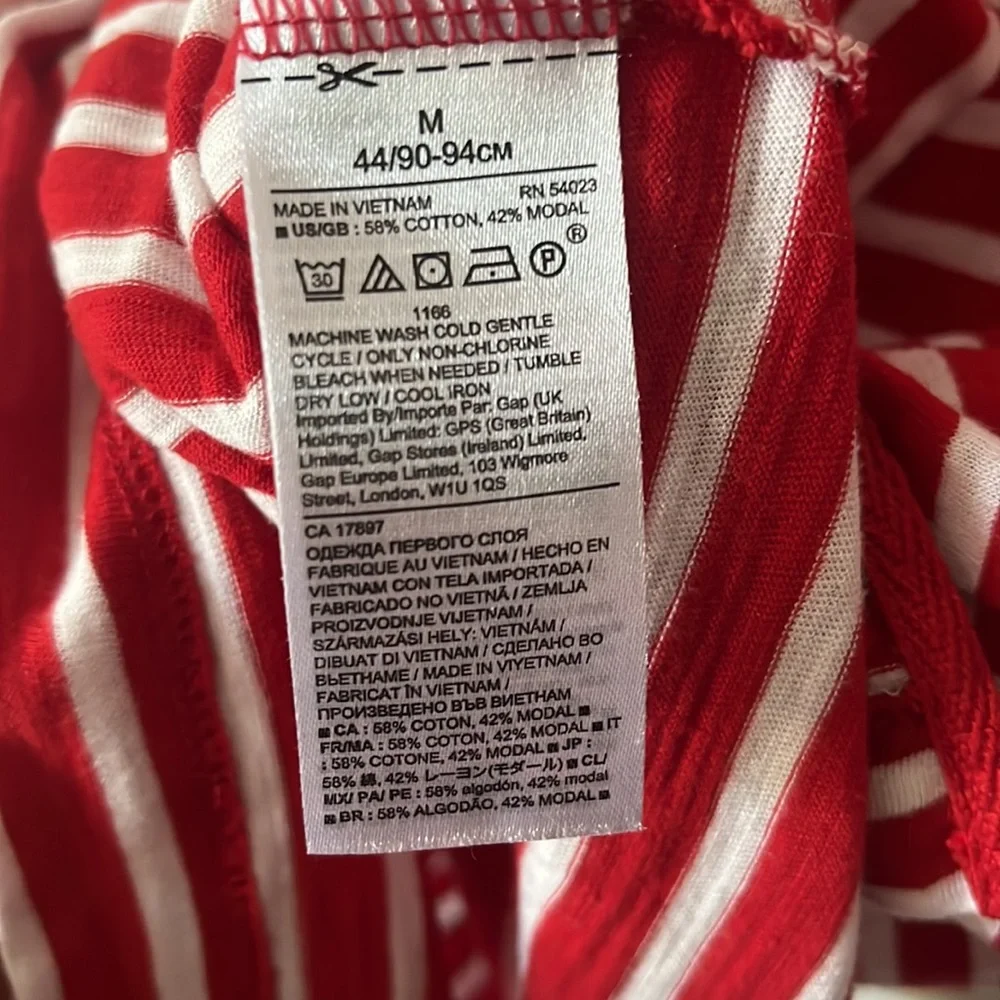 M
44/90-94СМ
RN 54023
MADE IN VIETNAM
■ US/GB : 58% COTTON, 42% MODAL
30 P ®
1166
MACHINE WASH COLD GENTLE
CYCLE / ONLY NON-CHLORINE
BLEACH WHEN NEEDED / TUMBLE
DRY LOW / COOL IRON
Imported By/Importe Par: Gap (UK
Holdings) Limited: GPS (Great Britain)
Limited, Gap Stores (Ireland) Limited,
Gap Europe Limited, 103 Wigmore
Street, London, W1U 1QS
CA 17897
ОДЕЖДА ПЕРВОГО СЛОЯ
FABRIQUE AU VIETNAM / HECHO EN
VIETNAM CON TELA IMPORTADA /
FABRICADO NO VIETNÃ / ZEMLJA
PROIZVODNJE VIJETNAM /
SZÁRMAZÁSI HELY: VIETNÁM /
DIBUAT DI VIETNAM / СДЕЛАНО ВО
ВЬЕТНАМЕ / MADE IN VIYETNAM /
FABRICAT ÎN VIETNAM /
ПРОИЗВЕДЕНО ВЪВ ВИЕТНАМ
■ CA : 58% COTON, 42% MODAL ■
FR/MA : 58% COTON, 42% MODAL ■ IT
: 58% COTONE, 42% MODAL ■ JP :
58% 綿, 42% レーヨン(モダール) ■ CL/
MX/ PA/ PE : 58% algodón, 42% modal
■ BR : 58% ALGODÃO, 42% MODAL ■